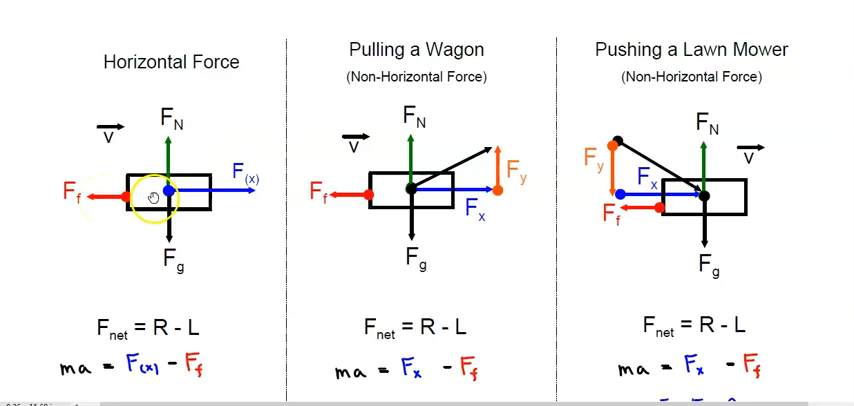 Horizontal Force
v
F_N
F_(x)
F_f
F_g
F_net = R - L
ma = F_(x) - F_f
Pulling a Wagon
(Non-Horizontal Force)
v
F_N
F_y
F_f
F_x
F_g
F_net = R - L
ma = F_x - F_f
Pushing a Lawn Mower
(Non-Horizontal Force)
F_N
v
F_y
F_x
F_f
F_g
F_net = R - L
ma = F_x - F_f